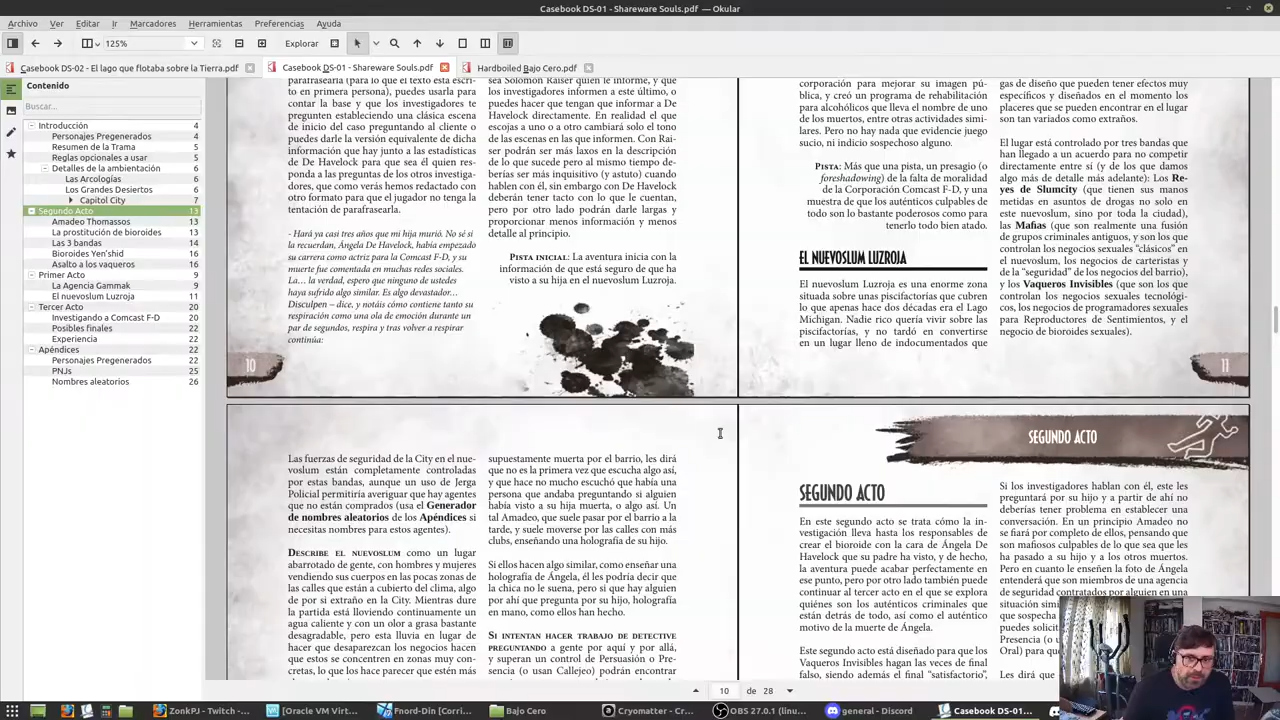 Casebook DS-01 - Shareware Souls.pdf — Okular
Archivo Ver Editar Ir Marcadores Herramientas Preferencias Ayuda
125% Explorar
Casebook DS-02 - El lago que flotaba sobre la Tierra.pdf Casebook DS-01 - Shareware Souls.pdf Hardboiled Bajo Cero.pdf
Contenido
Buscar...
Introducción 4
Personajes Pregenerados 4
Resumen de la Trama 5
Reglas opcionales a usar 5
Detalles de la ambientación 6
Las Arcologías 6
Los Grandes Desiertos 6
Capitol City 7
Segundo Acto 13
Amadeo Thomassos 13
La prostitución de bioroides 13
Las 3 bandas 14
Bioroides Yen'shid 16
Asalto a los vaqueros 16
Primer Acto 9
La Agencia Gammak 9
El nuevoslum Luzroja 11
Tercer Acto 20
Investigando a Comcast F-D 20
Posibles finales 22
Experiencia 22
Apéndices 22
Personajes Pregenerados 22
PNJs 25
Nombres aleatorios 26
parafrasearla (para lo que el texto está escri-
to en primera persona), puedes usarla para
contar la base y que los investigadores te
pregunten estableciendo una clásica escena
de inicio del caso preguntando al cliente o
puedes darle la versión equivalente de dicha
información que hay junto a las estadísticas
de De Havelock para que sea él quien res-
ponda a las preguntas de los otros investiga-
dores, que como verás hemos redactado con
otro formato para que el jugador no tenga la
tentación de parafrasearla.
- Hará ya casi tres años que mi hija murió. No sé si
la recuerdan, Ángela De Havelock, había empezado
su carrera como actriz para la Comcast F-D, y su
muerte fue comentada en muchas redes sociales.
La… la verdad, espero que ninguno de ustedes
haya sufrido algo similar. Es algo devastador…
Disculpen – dice, y notáis cómo contiene tanto su
respiración como una ola de emoción durante un
par de segundos, respira y tras volver a respirar
continúa:
10
sea Solomon Raiser quien le informe, y que
los investigadores informen a este último, o
puedes hacer que tengan que informar a De
Havelock directamente. En realidad el que
escojas a uno o a otro cambiará solo el tono
de las escenas en las que informen. Con Rai-
ser podrán ser más laxos en la descripción
de lo que sucede pero al mismo tiempo de-
berías ser más inquisitivo (y astuto) cuando
hablen con él, sin embargo con De Havelock
deberán tener tacto con lo que le cuentan,
pero por otro lado podrán darle largas y
proporcionar menos información y menos
detalle al principio.
Pista inicial: La aventura inicia con la
información de que está seguro de que ha
visto a su hija en el nuevoslum Luzroja.
corporación para mejorar su imagen pú-
blica, y creó un programa de rehabilitación
para alcohólicos que lleva el nombre de uno
de los muertos, entre otras actividades simi-
lares. Pero no hay nada que evidencie juego
sucio, ni indicio sospechoso alguno.
Pista: Más que una pista, un presagio (o
foreshadowing) de la falta de moralidad
de la Corporación Comcast F-D, y una
muestra de que los auténticos culpables de
todo son lo bastante poderosos como para
tenerlo todo bien atado.
El nuevoslum Luzroja
El nuevoslum Luzroja es una enorme zona
situada sobre unas piscifactorías que cubren
lo que apenas hace dos décadas era el Lago
Michigan. Nadie rico quería vivir sobre las
piscifactorías, y no tardó en convertirse
en un lugar lleno de indocumentados que
gas de diseño que pueden tener efectos muy
específicos y diseñados en el momento los
placeres que se pueden encontrar en el lugar
son tan variados como extraños.
El lugar está controlado por tres bandas que
han llegado a un acuerdo para no competir
directamente entre sí (y de los que damos
algo más de detalle más adelante): Los Re-
yes de Slumcity (que tienen sus manos
metidas en asuntos de drogas no solo en
este nuevoslum, sino por toda la ciudad),
las Mafias (que son realmente una fusión
de grupos criminales antiguos, y son los que
controlan los negocios sexuales “clásicos” en
el nuevoslum, los negocios de carteristas y
de la “seguridad” de los negocios del barrio),
y los Vaqueros Invisibles (que son los que
controlan los negocios sexuales tecnológi-
cos, los negocios de programadores sexuales
para Reproductores de Sentimientos, y el
negocio de bioroides sexuales).
11
Las fuerzas de seguridad de la City en el nue-
voslum están completamente controladas
por estas bandas, aunque un uso de Jerga
Policial permitiría averiguar que hay agentes
que no están comprados (usa el Generador
de nombres aleatorios de los Apéndices si
necesitas nombres para estos agentes).
Describe el nuevoslum como un lugar
abarrotado de gente, con hombres y mujeres
vendiendo sus cuerpos en las pocas zonas de
las calles que están a cubierto del clima, algo
de por si extraño en la City. Mientras dure
la partida está lloviendo continuamente un
agua caliente y con un olor a grasa bastante
desagradable, pero esta lluvia en lugar de
hacer que desaparezcan los negocios hacen
que estos se concentren en zonas muy con-
cretas, lo que los hace parecer que estén más
supuestamente muerta por el barrio, les dirá
que no es la primera vez que escucha algo así,
y que hace no mucho escuchó que había una
persona que andaba preguntando si alguien
había visto a su hija muerta, o algo así. Un
tal Amadeo, que suele pasar por el barrio a la
tarde, y suele moverse por las calles con más
clubs, enseñando una holografía de su hijo.
Si ellos hacen algo similar, como enseñar una
holografía de Ángela, él les podría decir que
la chica no le suena, pero si que hay alguien
por ahí que pregunta por su hijo, holografía
en mano, como ellos han hecho.
Si intentan hacer trabajo de detective
preguntando a gente por aquí y por allá,
y superan un control de Persuasión o Pre-
sencia (o usan Callejeo) podrán encontrar
SEGUNDO ACTO
Segundo Acto
En este segundo acto se trata cómo la in-
vestigación lleva hasta los responsables de
crear el bioroide con la cara de Ángela De
Havelock que su padre ha visto, y de hecho,
la aventura puede acabar perfectamente en
ese punto, pero por otro lado también puede
continuar al tercer acto en el que se explora
quiénes son los auténticos criminales que
están detrás de todo, así como el auténtico
motivo de la muerte de Ángela.
Este segundo acto está diseñado para que los
Vaqueros Invisibles hagan las veces de final
falso, siendo además el final “satisfactorio”,
Si los investigadores hablan con él, este les
preguntará por su hijo y a partir de ahí no
deberían tener problema en establecer una
conversación. En un principio Amadeo no
se fiará por completo de ellos, pensando que
son mafiosos culpables de lo que sea que les
ha pasado a su hijo y a los otros muertos.
Pero en cuanto le enseñen la foto de Ángela
entenderá que son miembros de una agencia
de seguridad contratados por alguien en una
situación simi
que sospecha
puedes solicit
Presencia (o u
Oral) para qu
Les dirá que
10 de 28
ZonkPJ - Twitch -... [Oracle VM Virt... Fnord-Din [Corri... Bajo Cero Cryomatter - Cr... OBS 27.0.1 (linu... general - Discord Casebook DS-01...